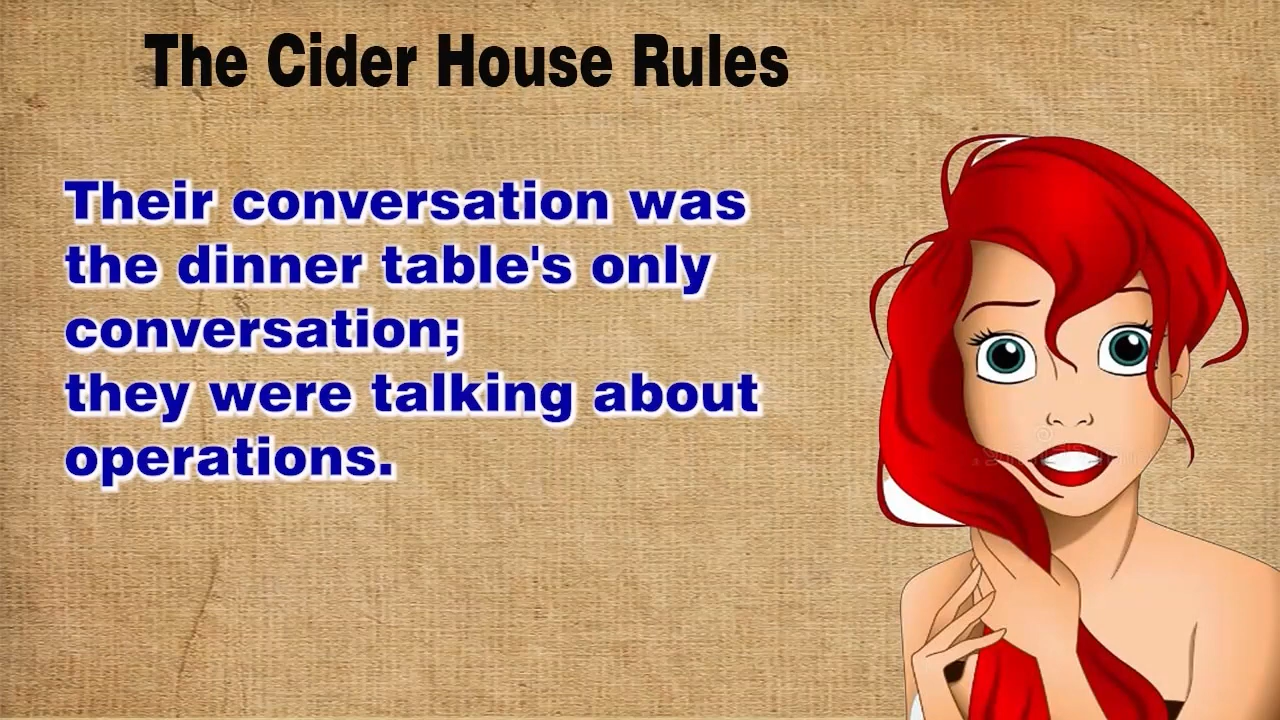 The Cider House Rules
Their conversation was
the dinner table's only
conversation;
they were talking about
operations.